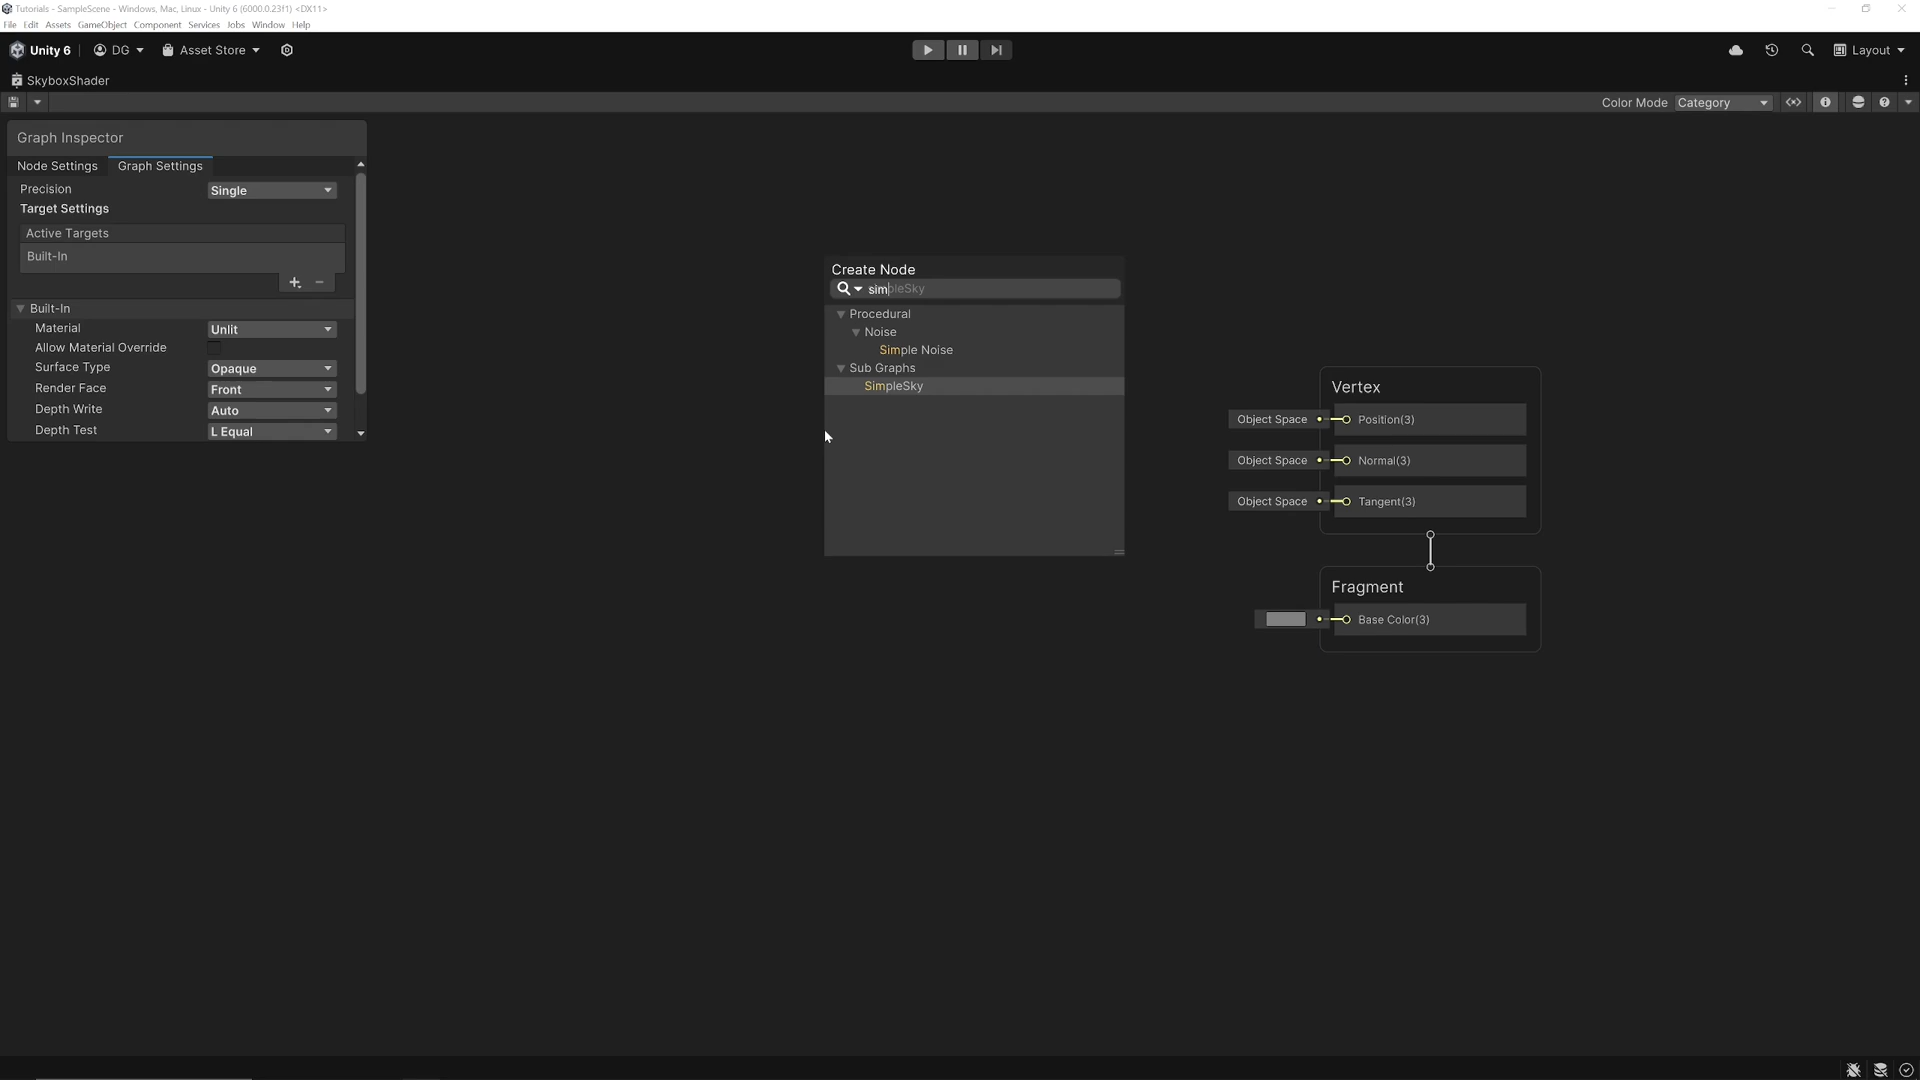 Tutorials - SampleScene - Windows, Mac, Linux - Unity 6 (6000.0.23f1) <DX11>
File Edit Assets GameObject Component Services Jobs Window Help
Unity 6 DG Asset Store Layout
SkyboxShader
Color Mode Category
Graph Inspector
Node Settings Graph Settings
Precision Single
Target Settings
Active Targets
Built-In
Built-In
Material Unlit
Allow Material Override
Surface Type Opaque
Render Face Front
Depth Write Auto
Depth Test L Equal
Create Node
simpleSky
Procedural
Noise
Simple Noise
Sub Graphs
SimpleSky
Vertex
Object Space Position(3)
Object Space Normal(3)
Object Space Tangent(3)
Fragment
Base Color(3)